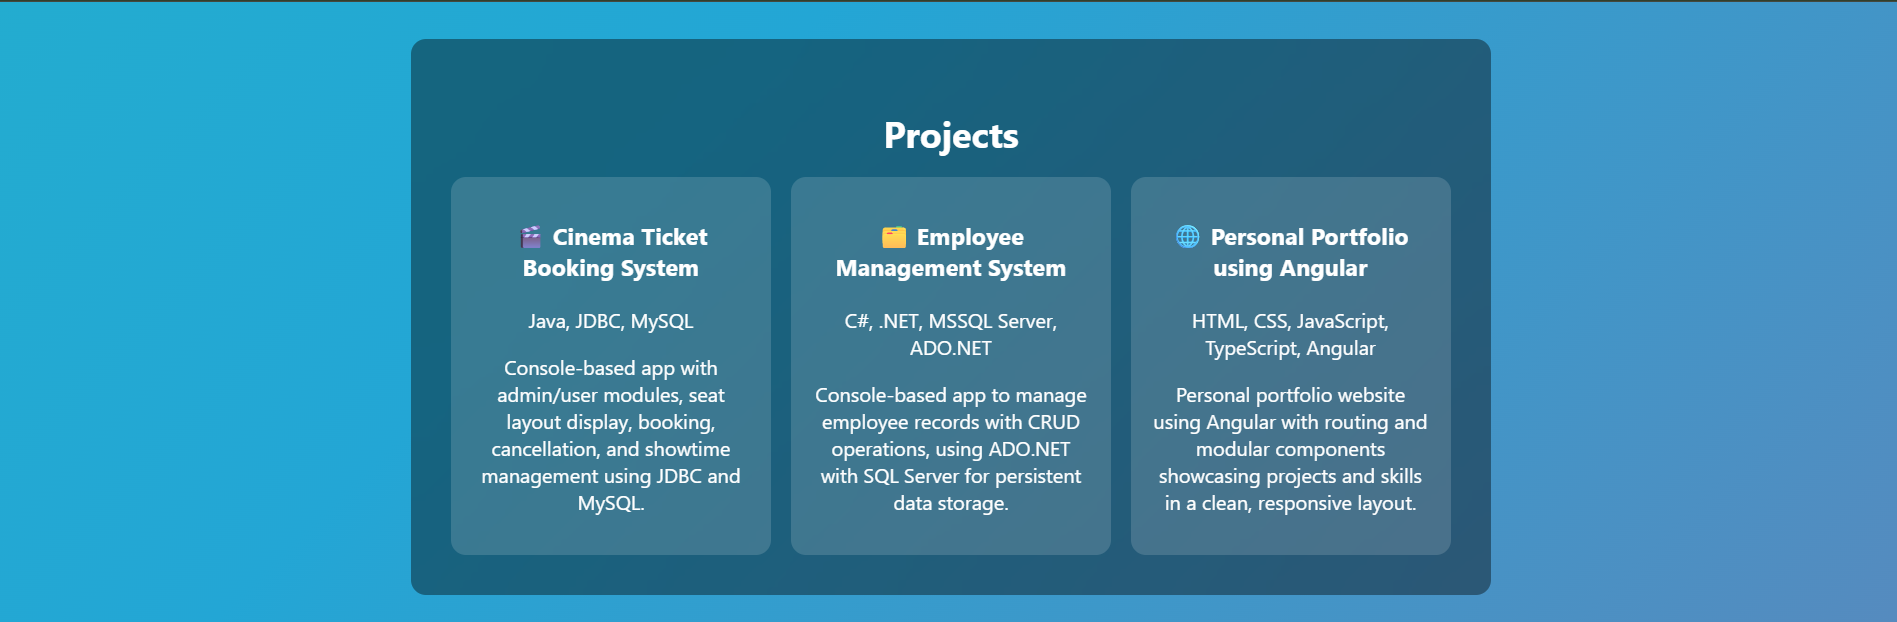 Projects
Cinema Ticket
Booking System
Java, JDBC, MySQL
Console-based app with
admin/user modules, seat
layout display, booking,
cancellation, and showtime
management using JDBC and
MySQL.
Employee
Management System
C#, .NET, MSSQL Server,
ADO.NET
Console-based app to manage
employee records with CRUD
operations, using ADO.NET
with SQL Server for persistent
data storage.
Personal Portfolio
using Angular
HTML, CSS, JavaScript,
TypeScript, Angular
Personal portfolio website
using Angular with routing and
modular components
showcasing projects and skills
in a clean, responsive layout.